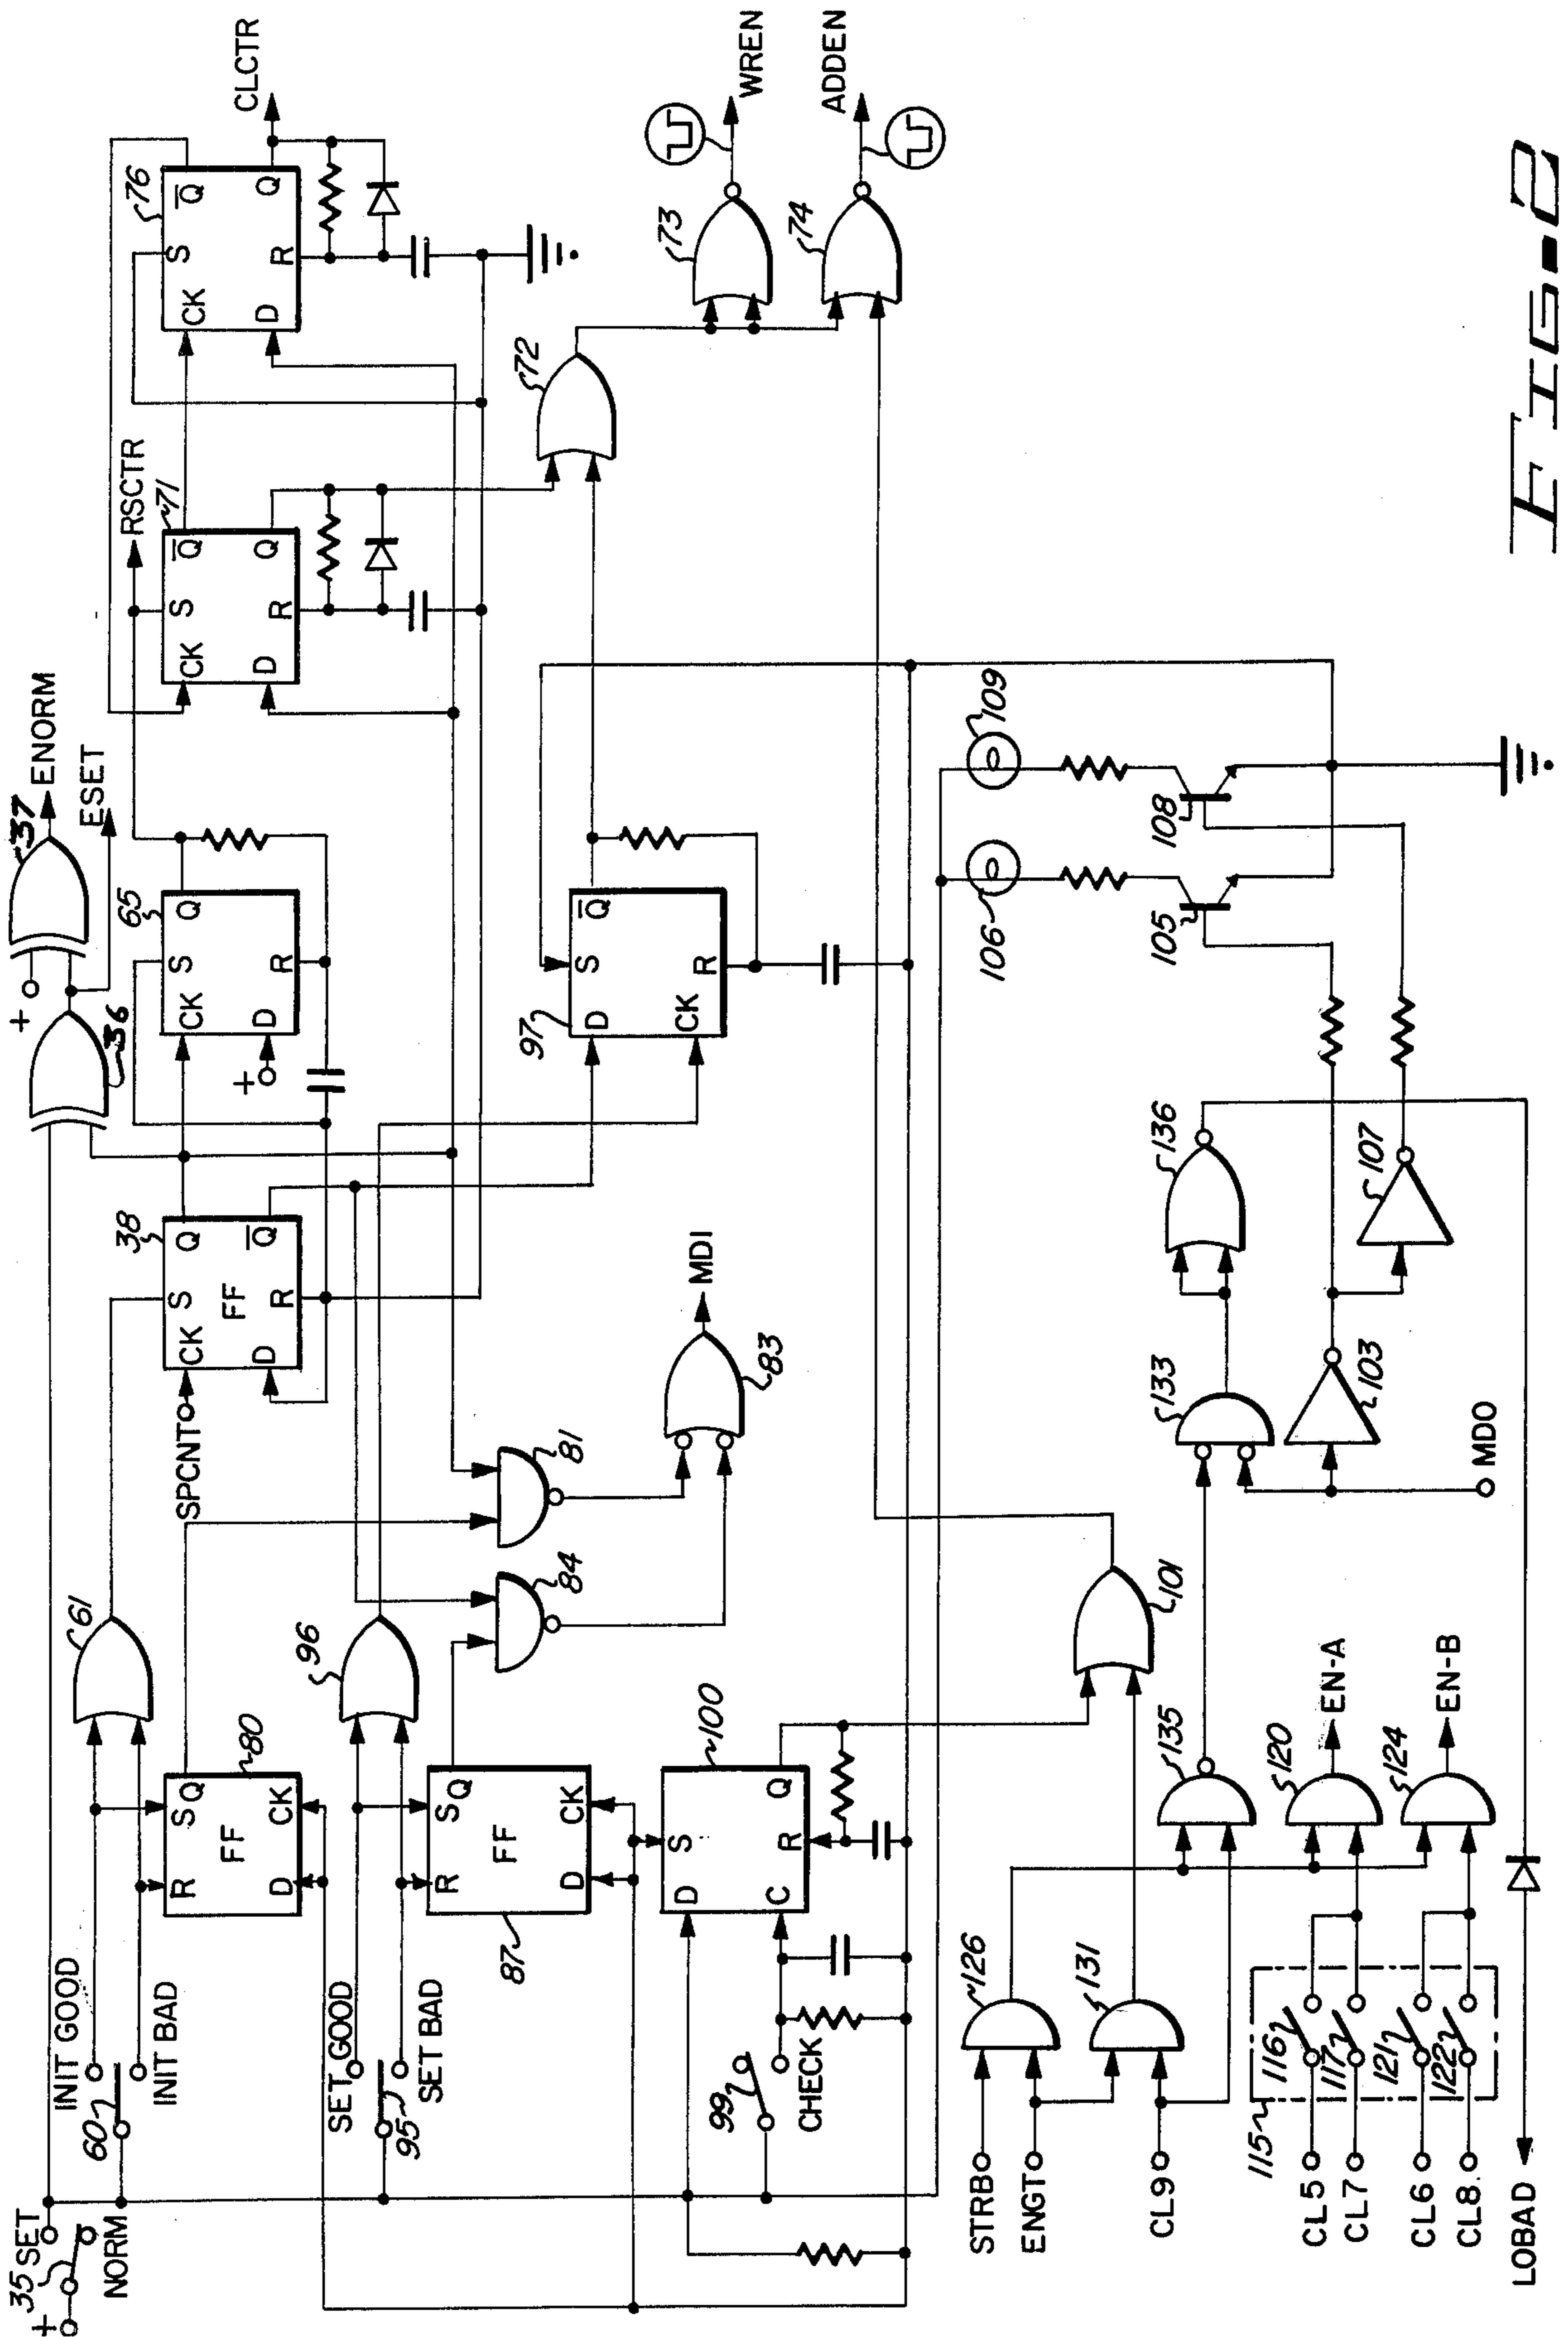 +
35
SET
NORM
INIT GOOD
60
INIT BAD
61
R
S
Q
FF
D
CK
80
SET GOOD
95
SET BAD
96
R
S
Q
FF
D
CK
87
99
CHECK
D
S
C
R
Q
100
SPCNT
CK
S
Q
FF
D
R
Q
38
81
84
83
MDI
+
36
37
ENORM
ESET
CK
S
Q
D
R
65
+
RSCTR
CK
S
Q
D
R
Q
71
CK
S
Q
D
R
Q
76
CLCTR
72
73
WREN
74
ADDEN
97
D
S
Q
CK
R
STRB
ENGT
CL9
126
131
101
135
133
136
103
107
MDO
105
106
108
109
115
116
117
121
122
CL5
CL7
CL6
CL8
120
EN-A
124
EN-B
LOBAD
FIG-2